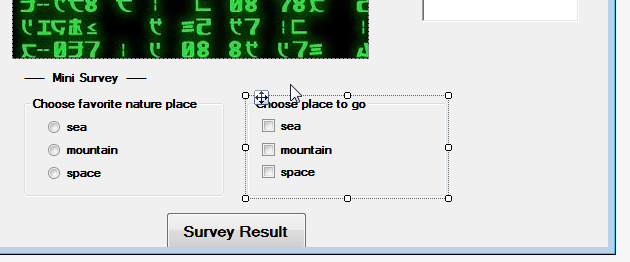 Mini Survey
Choose favorite nature place
sea
mountain
space
Choose place to go
sea
mountain
space
Survey Result